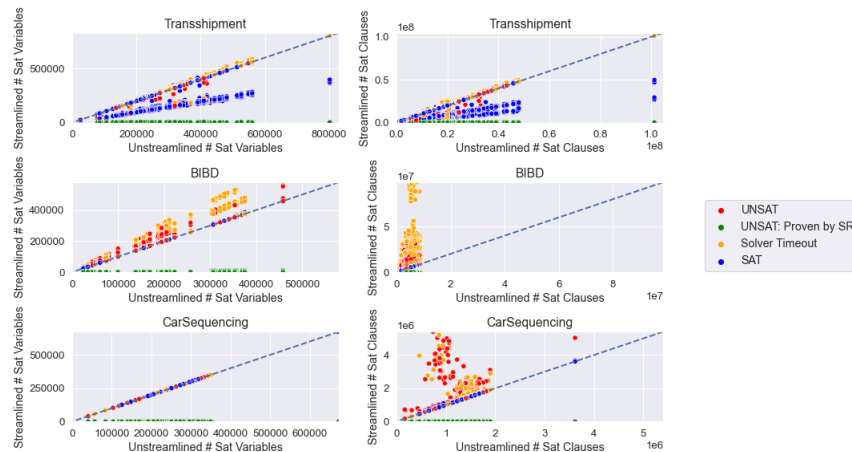 Transshipment
Streamlined # Sat Variables
500000
0
0
200000
400000
600000
800000
Unstreamlined # Sat Variables
Transshipment
1e8
Streamlined # Sat Clauses
1.0
0.5
0.0
0.0
0.2
0.4
0.6
0.8
1.0
1e8
Unstreamlined # Sat Clauses
BIBD
Streamlined # Sat Variables
400000
200000
0
0
100000
200000
300000
400000
500000
Unstreamlined # Sat Variables
BIBD
1e7
Streamlined # Sat Clauses
5
0
0
2
4
6
8
1e7
Unstreamlined # Sat Clauses
UNSAT
UNSAT: Proven by SR
Solver Timeout
SAT
CarSequencing
Streamlined # Sat Variables
500000
250000
0
0
100000
200000
300000
400000
500000
600000
Unstreamlined # Sat Variables
CarSequencing
1e6
Streamlined # Sat Clauses
4
2
0
0
1
2
3
4
5
1e6
Unstreamlined # Sat Clauses